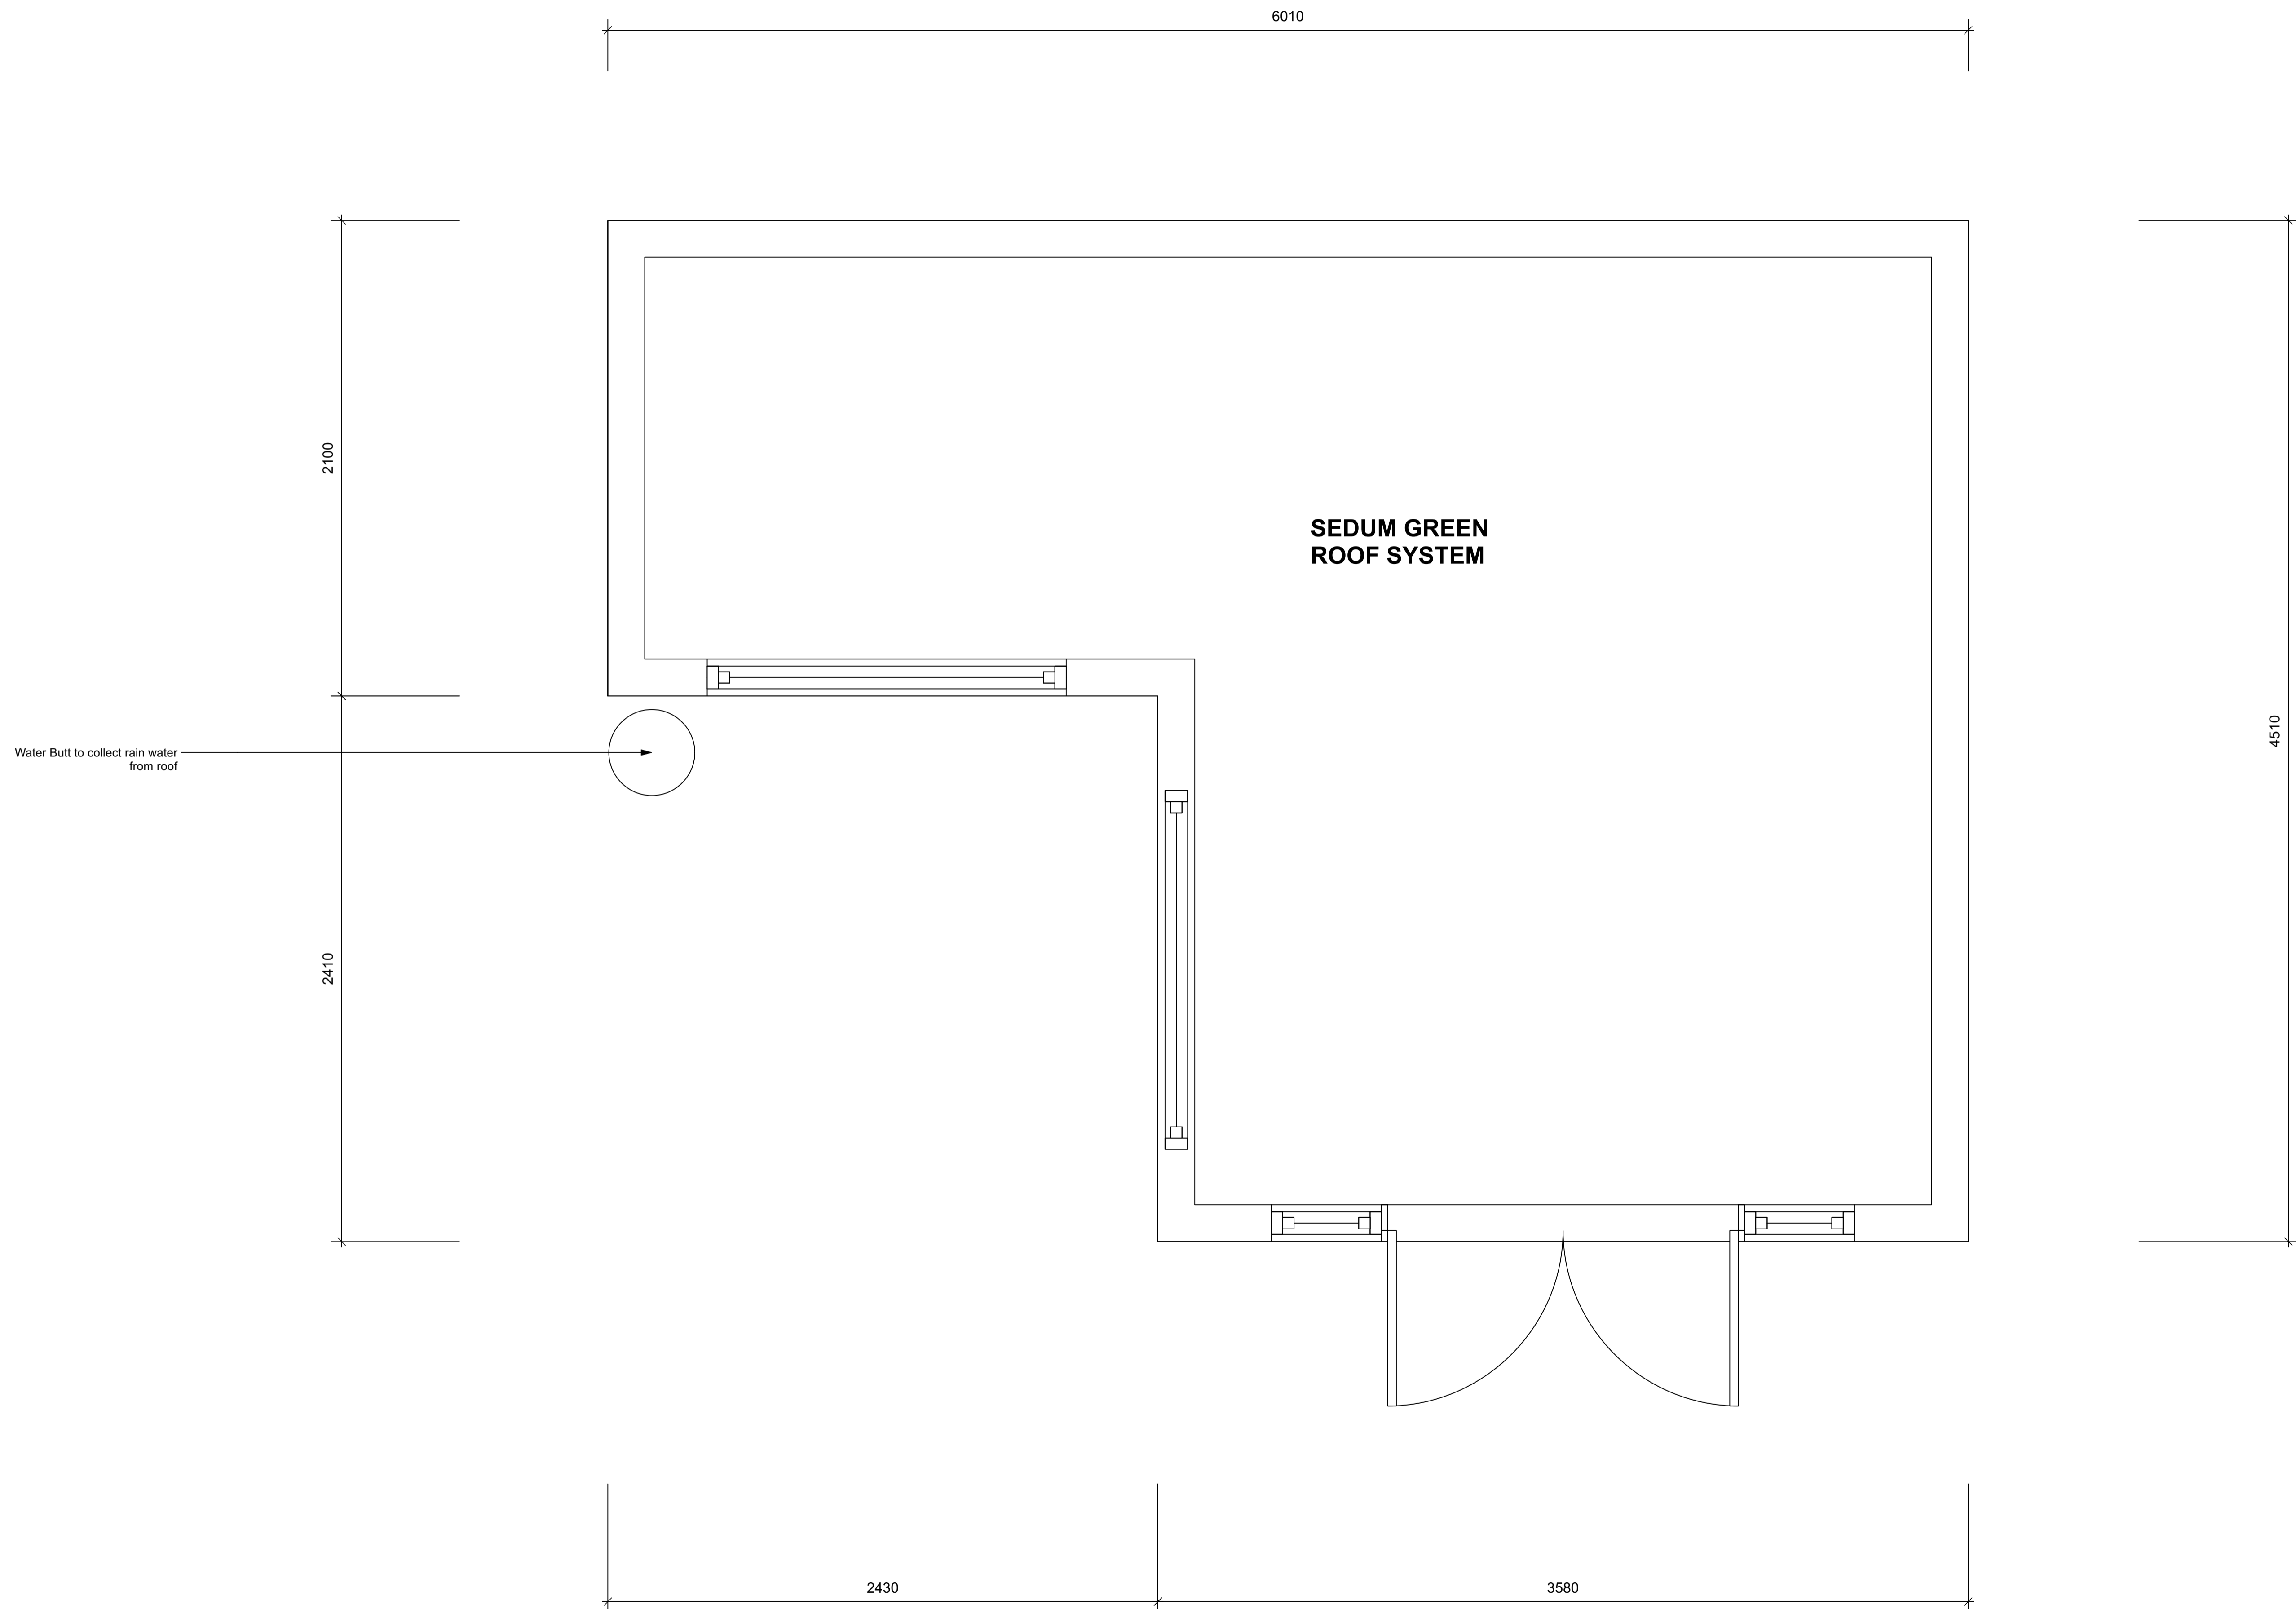 6010
2100
SEDUM GREEN
ROOF SYSTEM
4510
Water Butt to collect rain water
from roof
2410
2430
3580